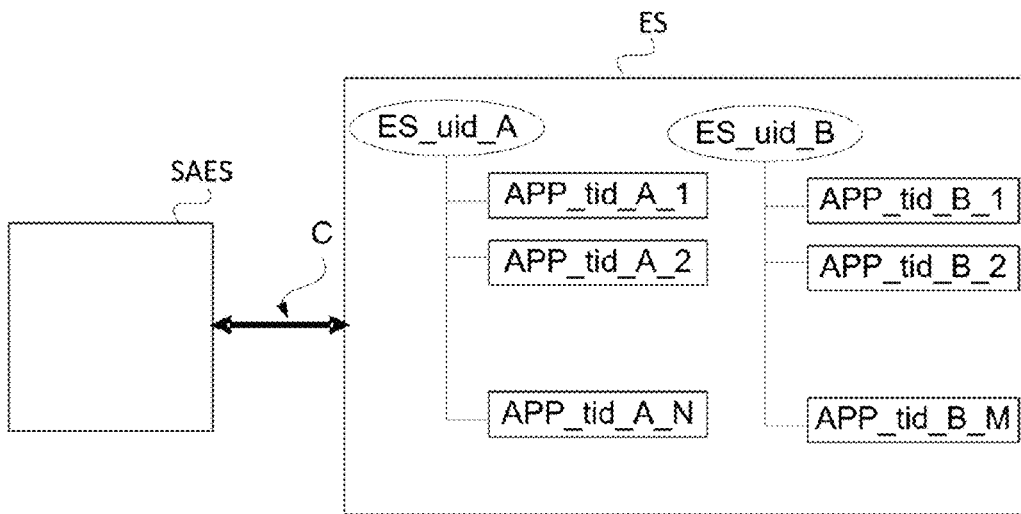 ES
ES_uid_A
ES_uid_B
SAES
APP_tid_A_1
APP_tid_B_1
C
APP_tid_A_2
APP_tid_B_2
APP_tid_A_N
APP_tid_B_M